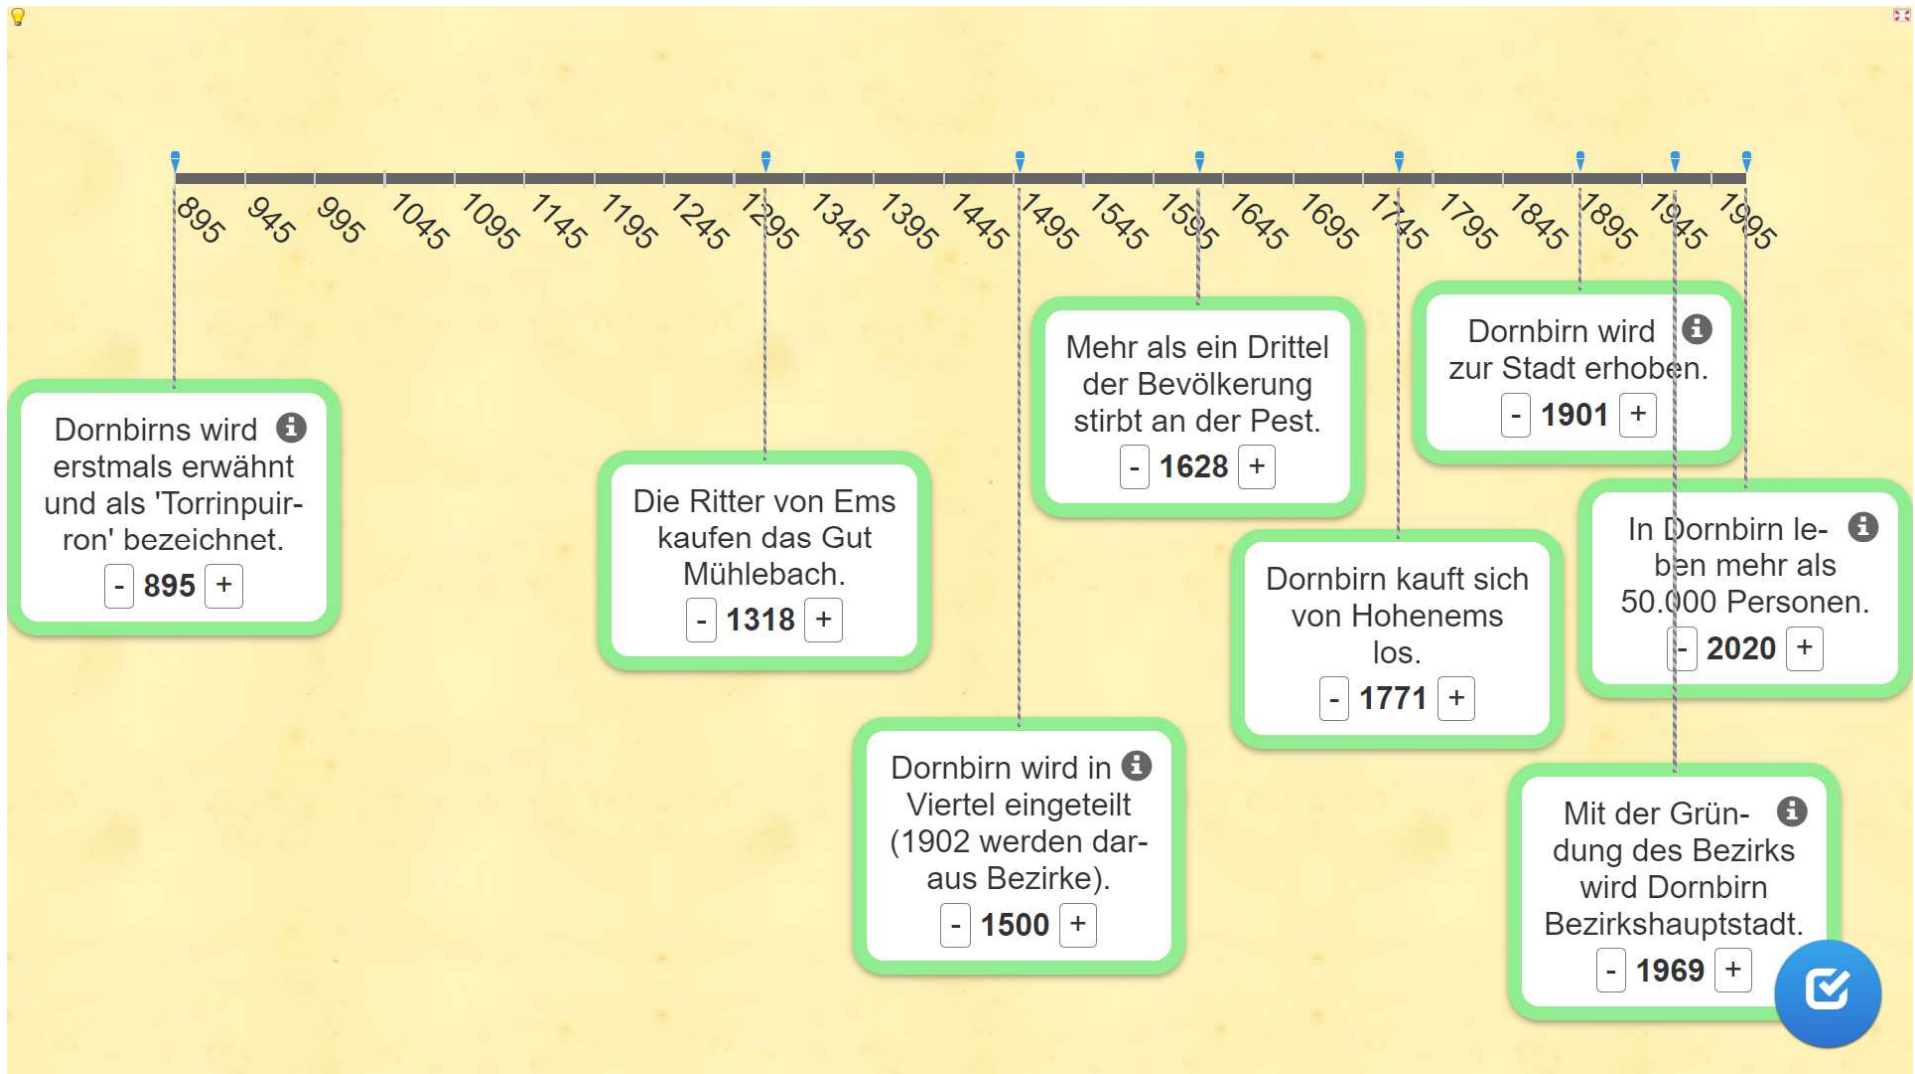 895
945
995
1045
1095
1145
1195
1245
1295
1345
1395
1445
1495
1545
1595
1645
1695
1745
1795
1845
1895
1945
1995
Dornbirns wird
erstmals erwähnt
und als 'Torrinpuir-
ron' bezeichnet.
- 895 +
Die Ritter von Ems
kaufen das Gut
Mühlebach.
- 1318 +
Dornbirn wird in
Viertel eingeteilt
(1902 werden dar-
aus Bezirke).
- 1500 +
Mehr als ein Drittel
der Bevölkerung
stirbt an der Pest.
- 1628 +
Dornbirn kauft sich
von Hohenems
los.
- 1771 +
Dornbirn wird
zur Stadt erhoben.
- 1901 +
In Dornbirn le-
ben mehr als
50.000 Personen.
- 2020 +
Mit der Grün-
dung des Bezirks
wird Dornbirn
Bezirkshauptstadt.
- 1969 +